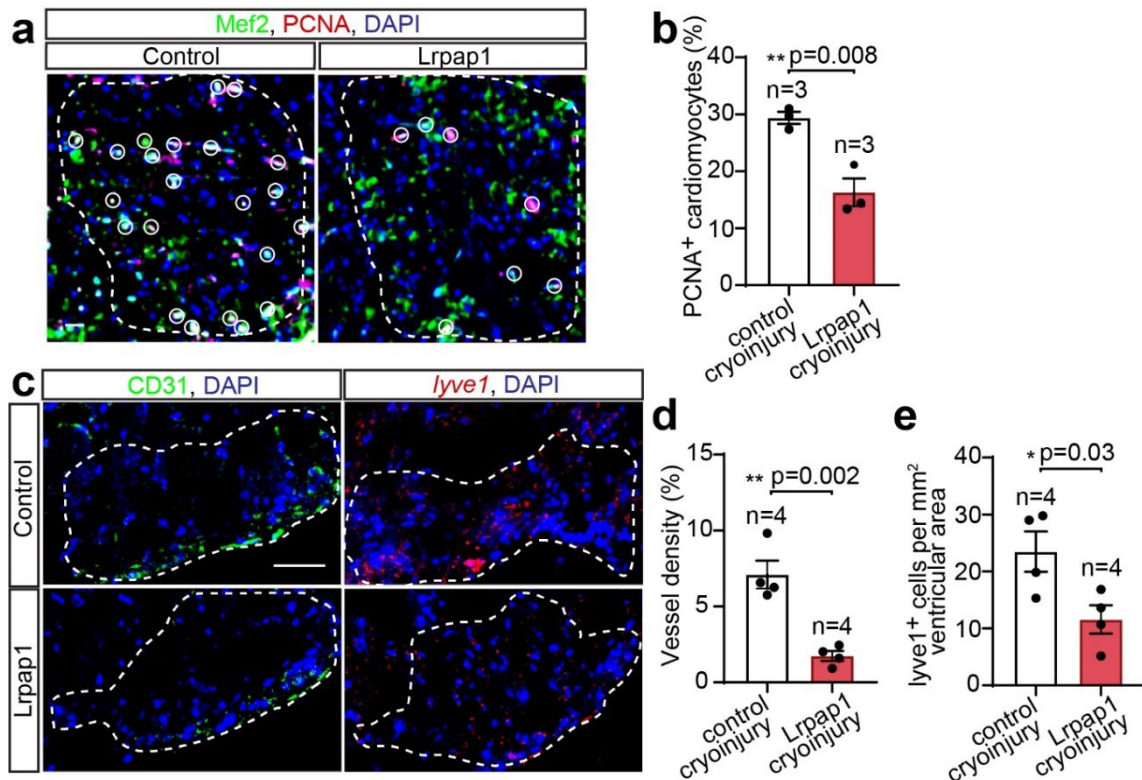 a
Mef2, PCNA, DAPI
Control
Lrpap1
b
PCNA+ cardiomyocytes (%)
40
30
20
10
0
** p=0.008
n=3
n=3
control
cryoinjury
Lrpap1
cryoinjury
c
CD31, DAPI
lyve1, DAPI
Control
Lrpap1
d
Vessel density (%)
15
10
5
0
** p=0.002
n=4
n=4
control
cryoinjury
Lrpap1
cryoinjury
e
lyve1+ cells per mm²
ventricular area
40
30
20
10
0
* p=0.03
n=4
n=4
control
cryoinjury
Lrpap1
cryoinjury